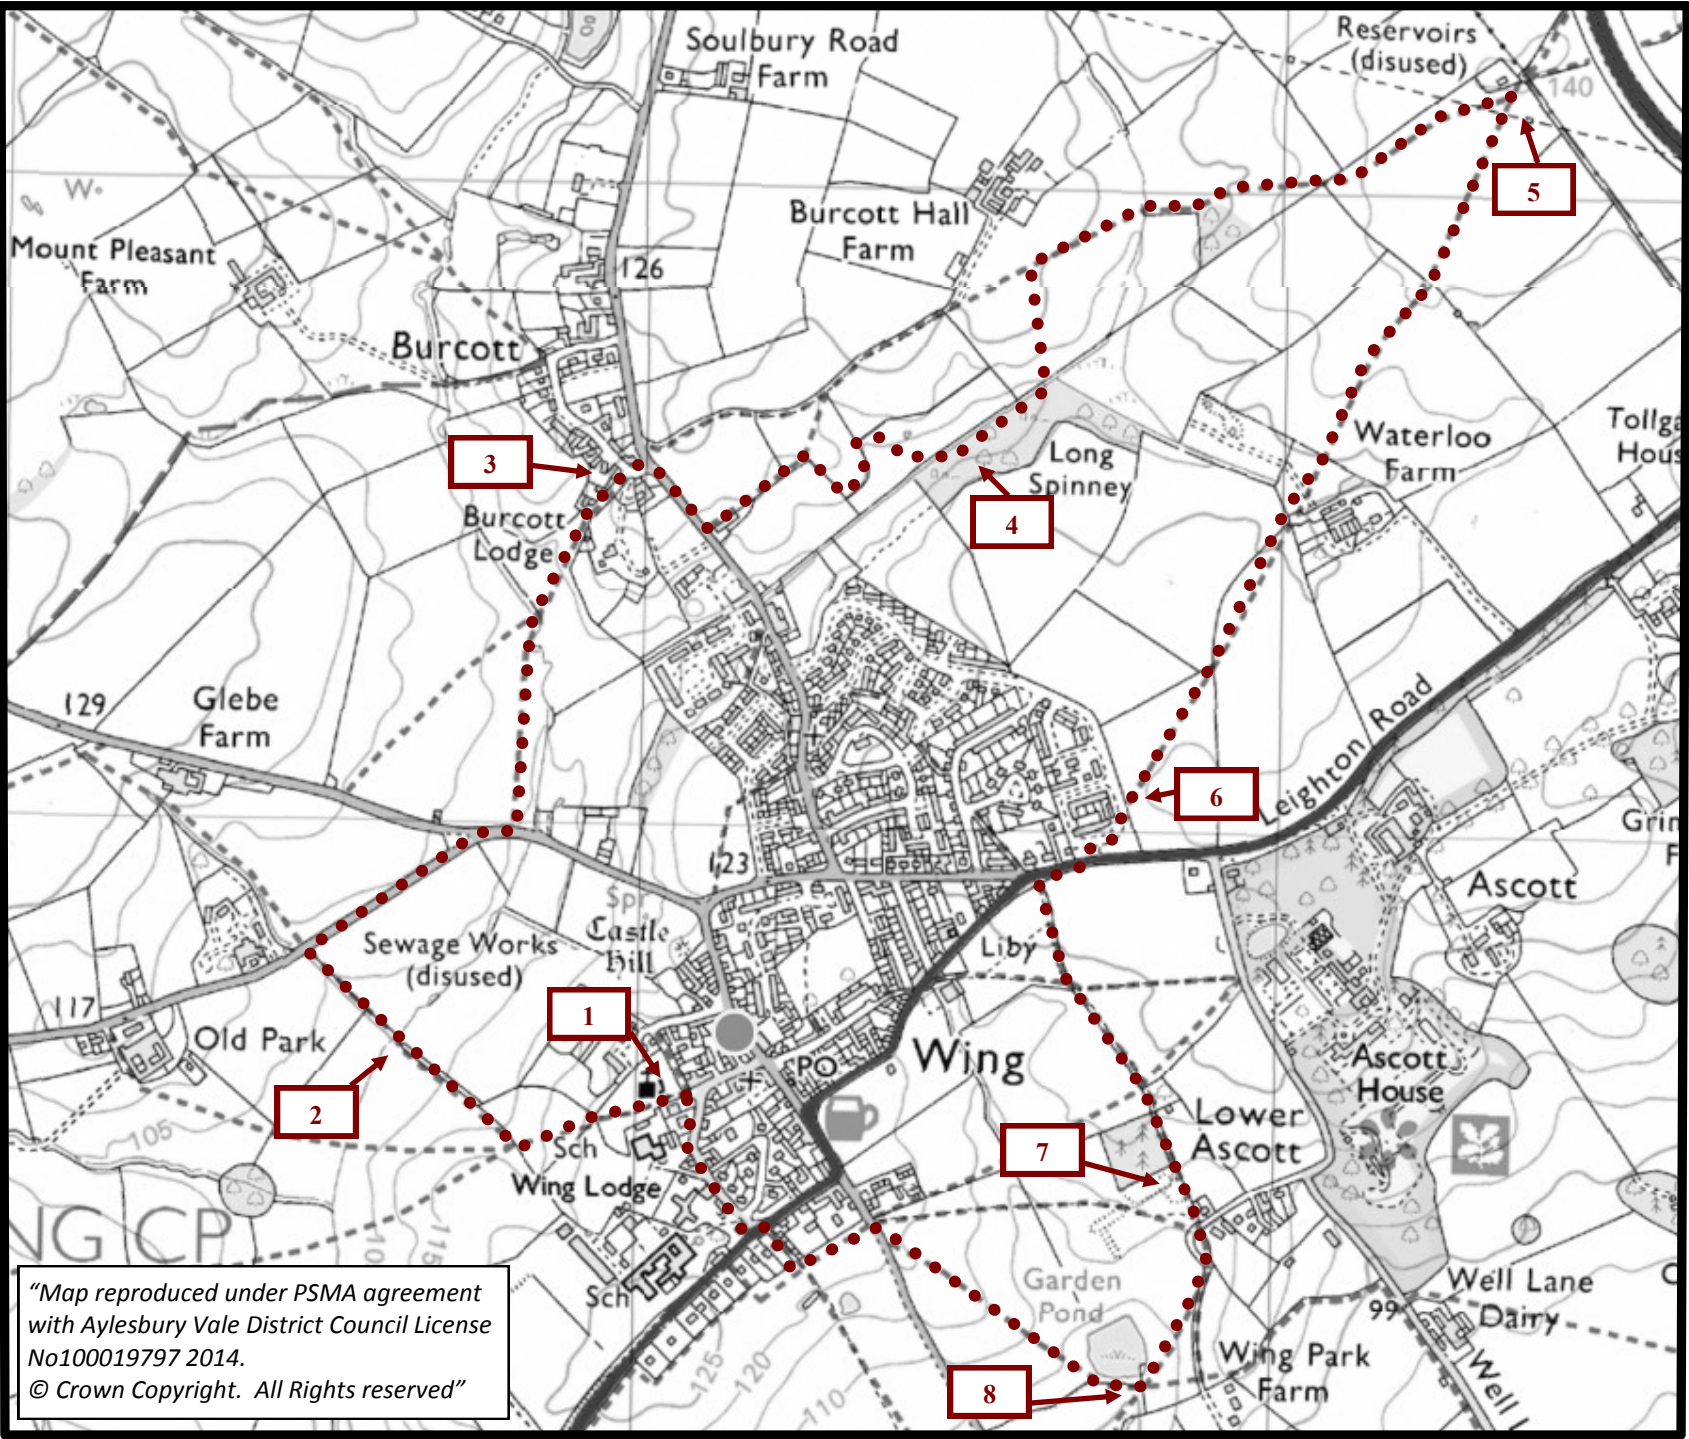 Soulbury Road
Farm
Reservoirs
(disused)
140
5
W
Mount Pleasant
Farm
Burcott Hall
Farm
126
Burcott
3
Burcott
Lodge
Long
Spinney
4
Waterloo
Farm
129
Glebe
Farm
Leighton Road
6
123
Castle
Hill
Sewage Works
(disused)
117
Old Park
1
2
Liby
Ascott
PO
Wing
Ascott
House
105
Sch
Wing Lodge
Lower
Ascott
7
NG CP
115
Sch
Garden
Pond
Well Lane
Dairy
99
Wing Park
Farm
8
125
120
110
“Map reproduced under PSMA agreement
with Aylesbury Vale District Council License
No100019797 2014.
© Crown Copyright.  All Rights reserved”